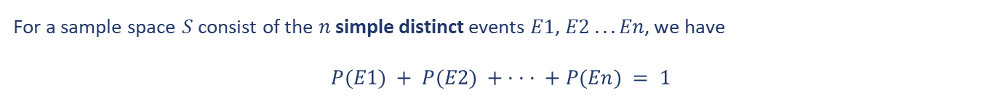 For a sample space S consist of the n simple distinct events E1, E2 ... En, we have
P(E1) + P(E2) + · · · + P(En) = 1